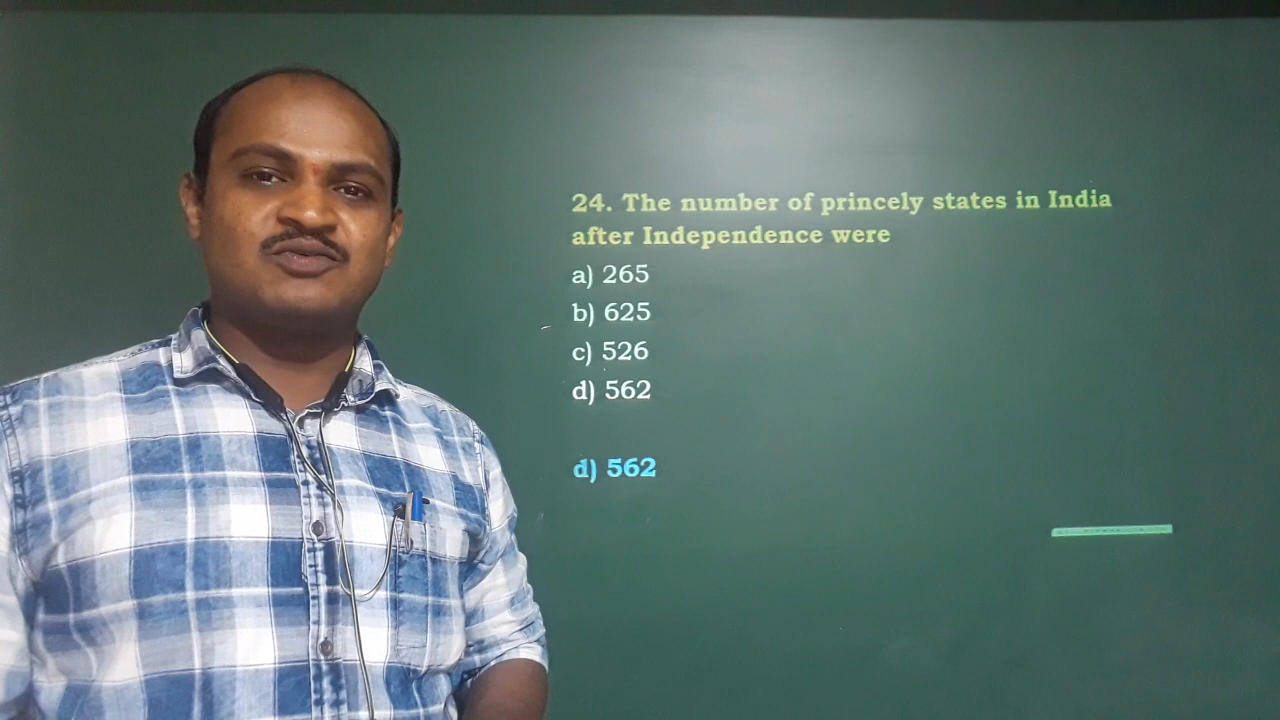 24. The number of princely states in India
after Independence were
a) 265
b) 625
c) 526
d) 562
d) 562